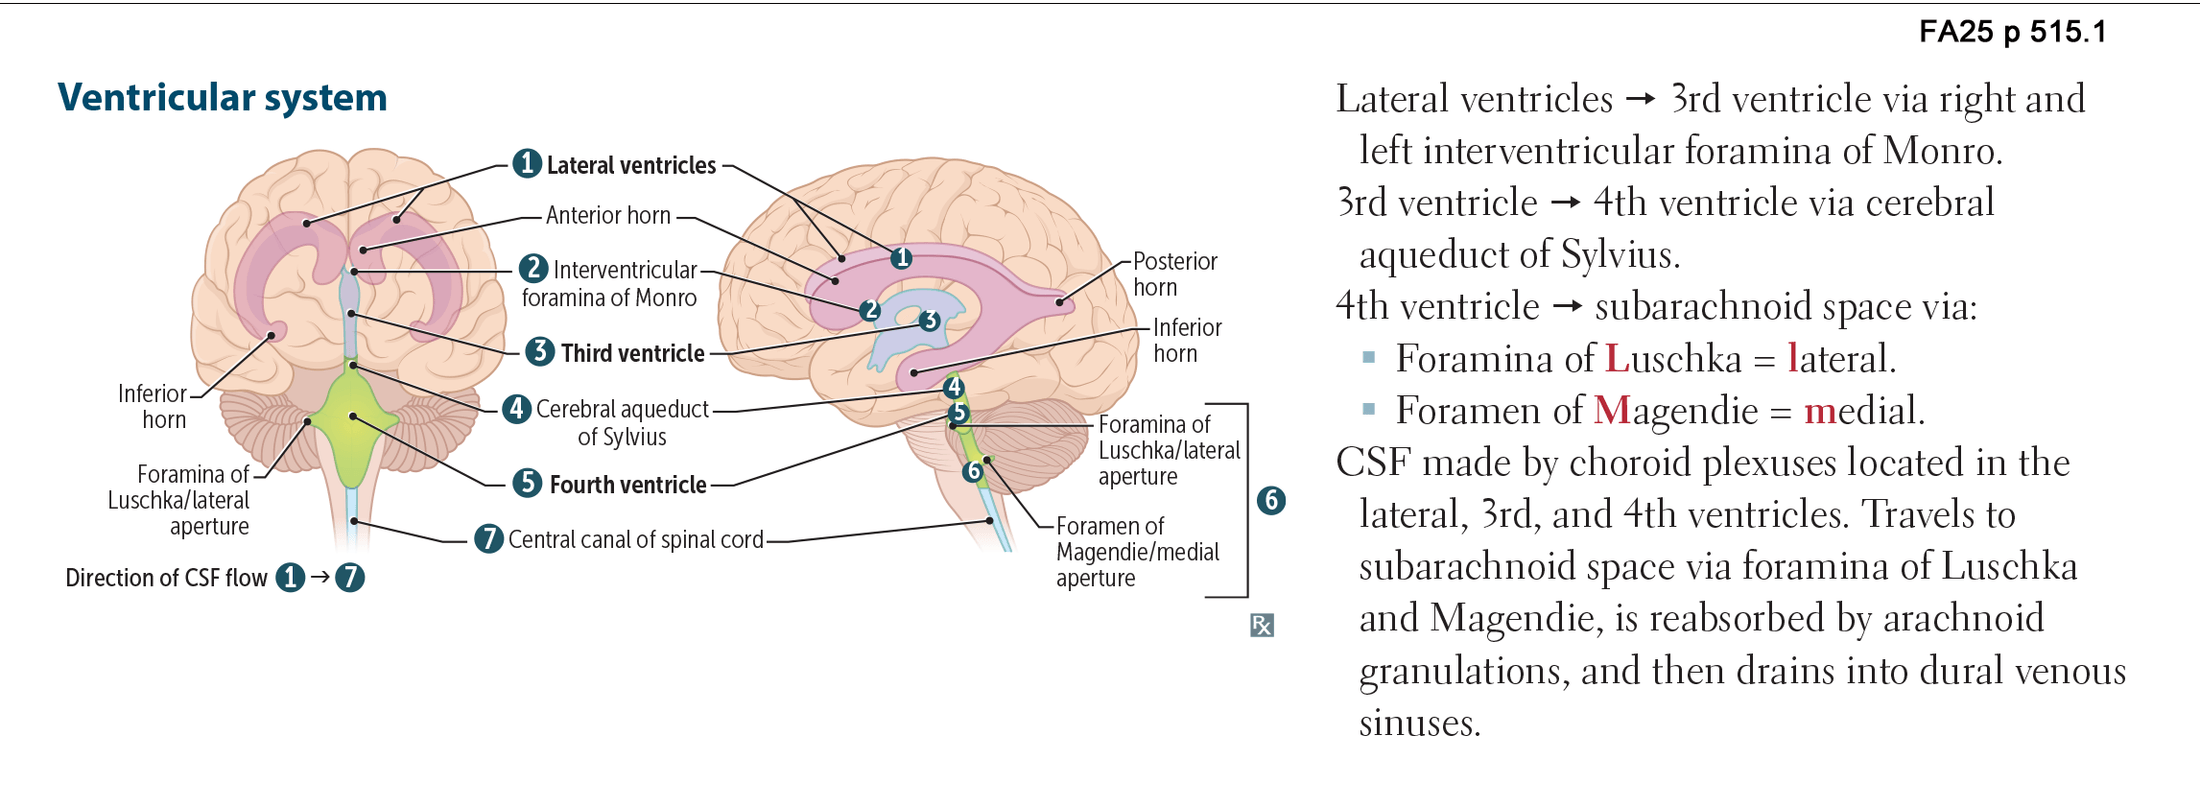 FA25 p 515.1
Ventricular system
1 Lateral ventricles
Anterior horn
2 Interventricular
foramina of Monro
3 Third ventricle
Inferior
horn
4 Cerebral aqueduct
of Sylvius
Foramina of
Luschka/lateral
aperture
5 Fourth ventricle
7 Central canal of spinal cord
Direction of CSF flow 1 → 7
1
2
3
4
5
6
Posterior
horn
Inferior
horn
Foramina of
Luschka/lateral
aperture
Foramen of
Magendie/medial
aperture
6
Rx
Lateral ventricles → 3rd ventricle via right and
left interventricular foramina of Monro.
3rd ventricle → 4th ventricle via cerebral
aqueduct of Sylvius.
4th ventricle → subarachnoid space via:
▪ Foramina of Luschka = lateral.
▪ Foramen of Magendie = medial.
CSF made by choroid plexuses located in the
lateral, 3rd, and 4th ventricles. Travels to
subarachnoid space via foramina of Luschka
and Magendie, is reabsorbed by arachnoid
granulations, and then drains into dural venous
sinuses.